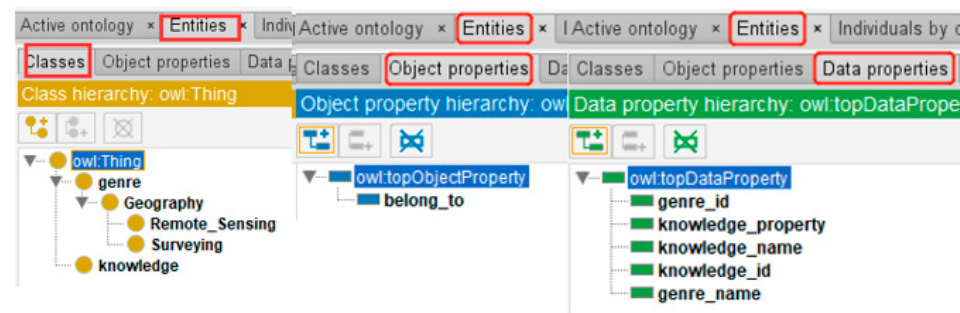 Active ontology × Entities × Indiv
Classes Object properties Data p
Class hierarchy: owl:Thing
owl:Thing
genre
Geography
Remote_Sensing
Surveying
knowledge
Active ontology × Entities × I
Classes Object properties Da
Object property hierarchy: owl
owl:topObjectProperty
belong_to
Active ontology × Entities × Individuals by c
Classes Object properties Data properties
Data property hierarchy: owl:topDataPrope
owl:topDataProperty
genre_id
knowledge_property
knowledge_name
knowledge_id
genre_name